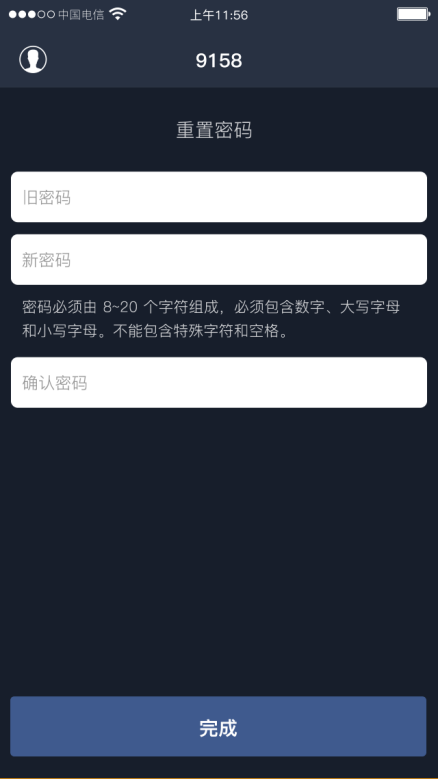 中国电信 上午11:56
9158
重置密码
旧密码
新密码
密码必须由 8~20 个字符组成，必须包含数字、大写字母
和小写字母。不能包含特殊字符和空格。
确认密码
完成